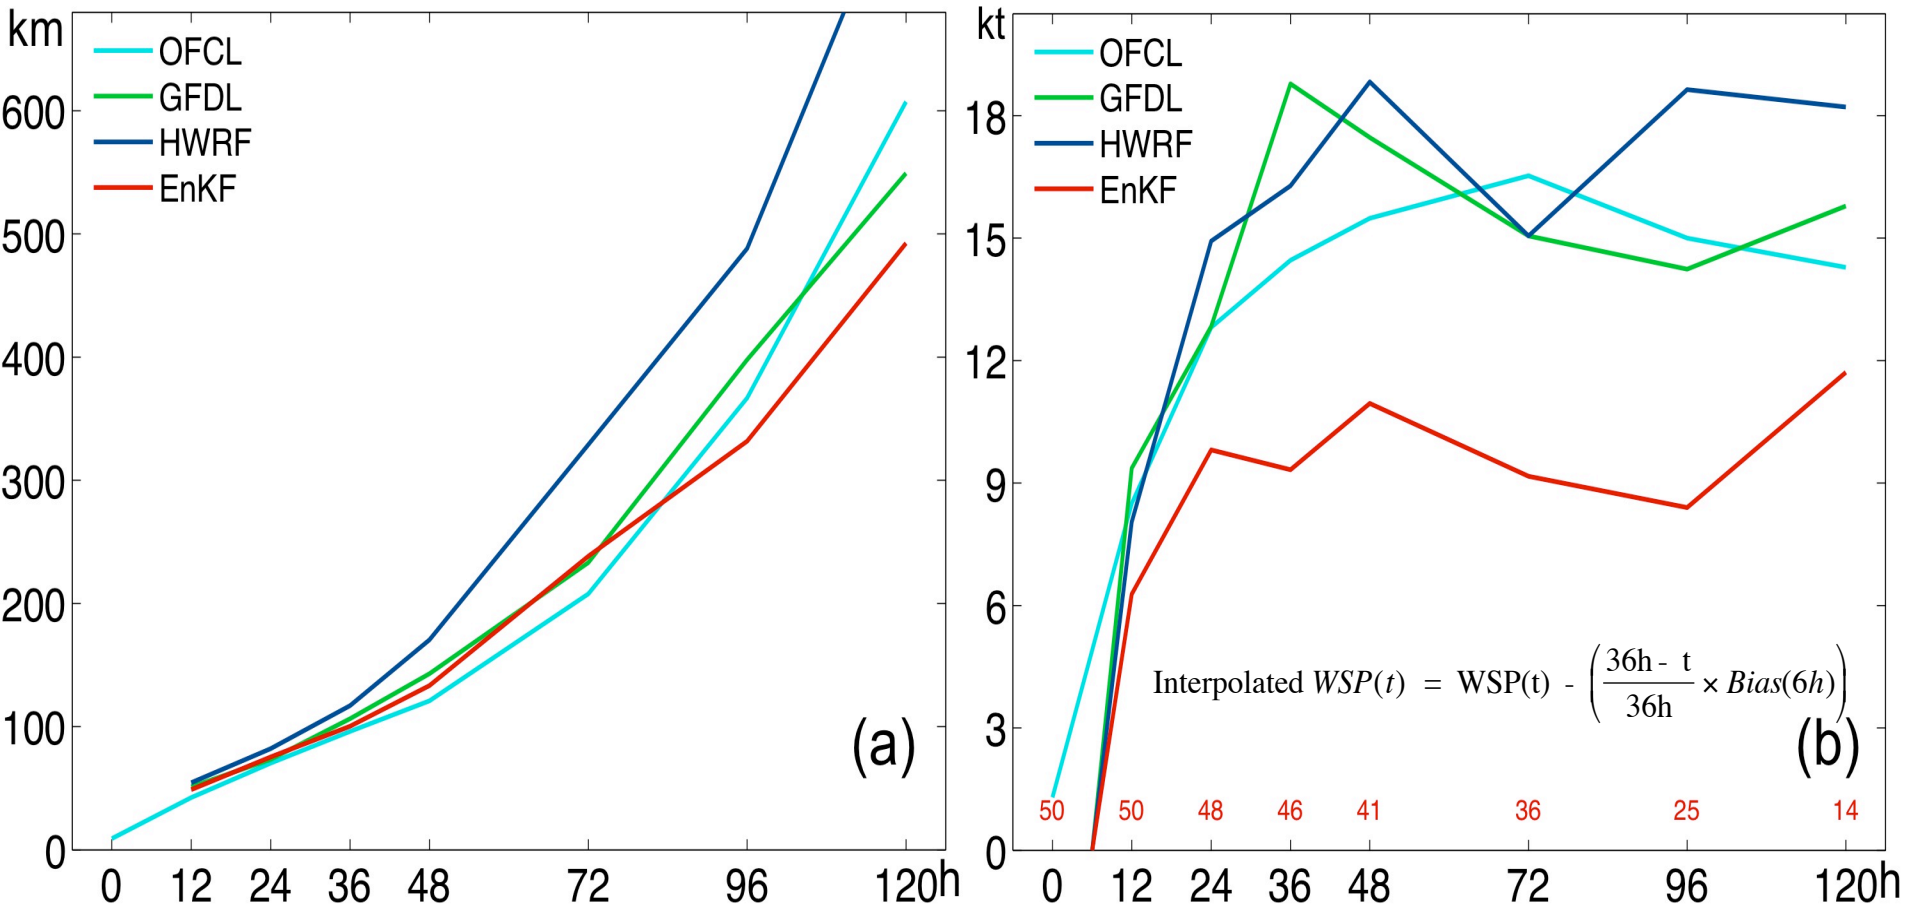 km
OFCL
GFDL
HWRF
EnKF
600
500
400
300
200
100
0
(a)
0 12 24 36 48 72 96 120h
kt
OFCL
GFDL
HWRF
EnKF
18
15
12
9
6
3
0
Interpolated WSP(t) = WSP(t) - (36h - t / 36h × Bias(6h))
(b)
50 50 48 46 41 36 25 14
0 12 24 36 48 72 96 120h